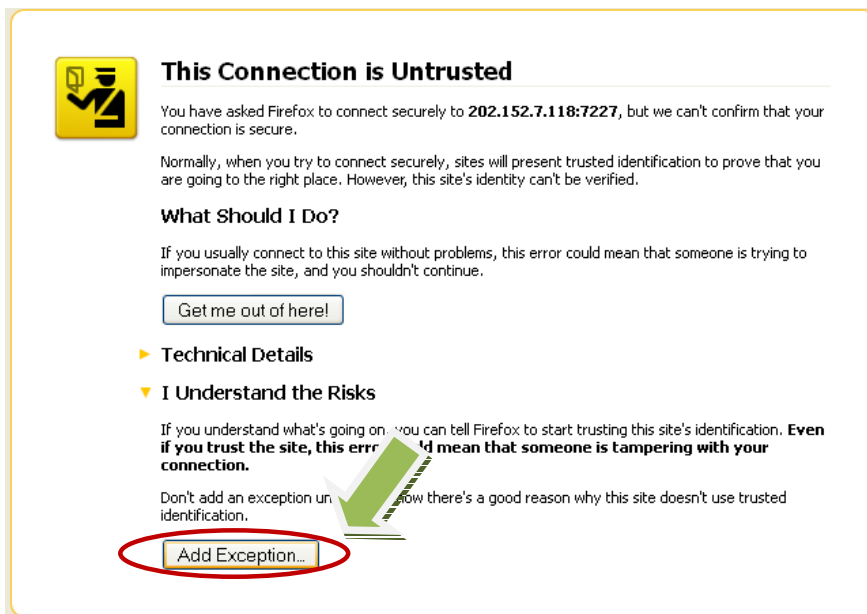 This Connection is Untrusted
You have asked Firefox to connect securely to 202.152.7.118:7227, but we can't confirm that your
connection is secure.
Normally, when you try to connect securely, sites will present trusted identification to prove that you
are going to the right place. However, this site's identity can't be verified.
What Should I Do?
If you usually connect to this site without problems, this error could mean that someone is trying to
impersonate the site, and you shouldn't continue.
Get me out of here!
Technical Details
I Understand the Risks
If you understand what's going on, you can tell Firefox to start trusting this site's identification. Even
if you trust the site, this error mean that someone is tampering with your
connection.
Don't add an exception there's a good reason why this site doesn't use trusted
identification.
Add Exception...